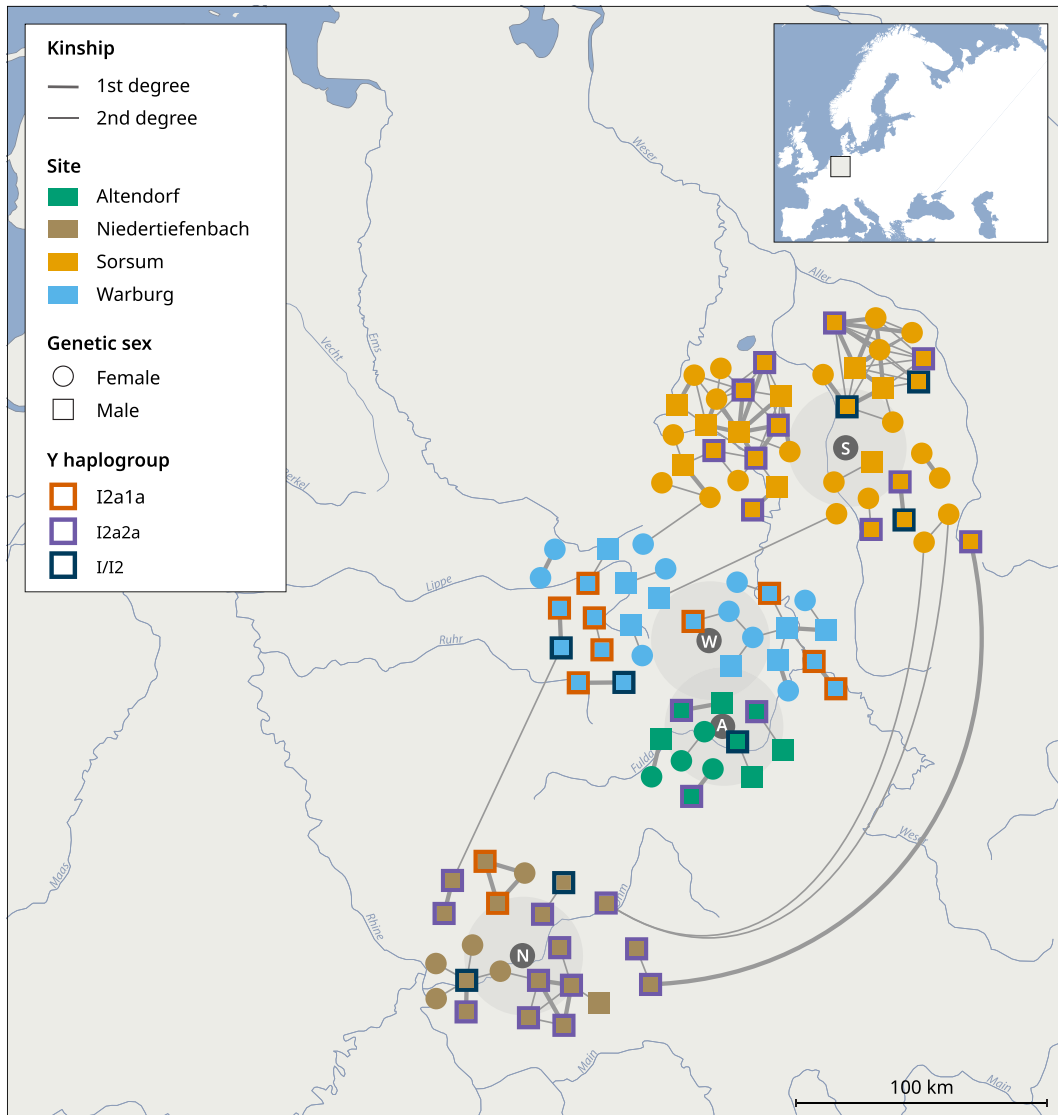 Kinship
1st degree
2nd degree
Site
Altendorf
Niedertiefenbach
Sorsum
Warburg
Genetic sex
Female
Male
Y haplogroup
I2a1a
I2a2a
I/I2
Weser
Aller
Ems
Vecht
Berkel
Lippe
Ruhr
S
W
A
Fulda
Weser
Maas
Rhine
N
Main
Main
100 km